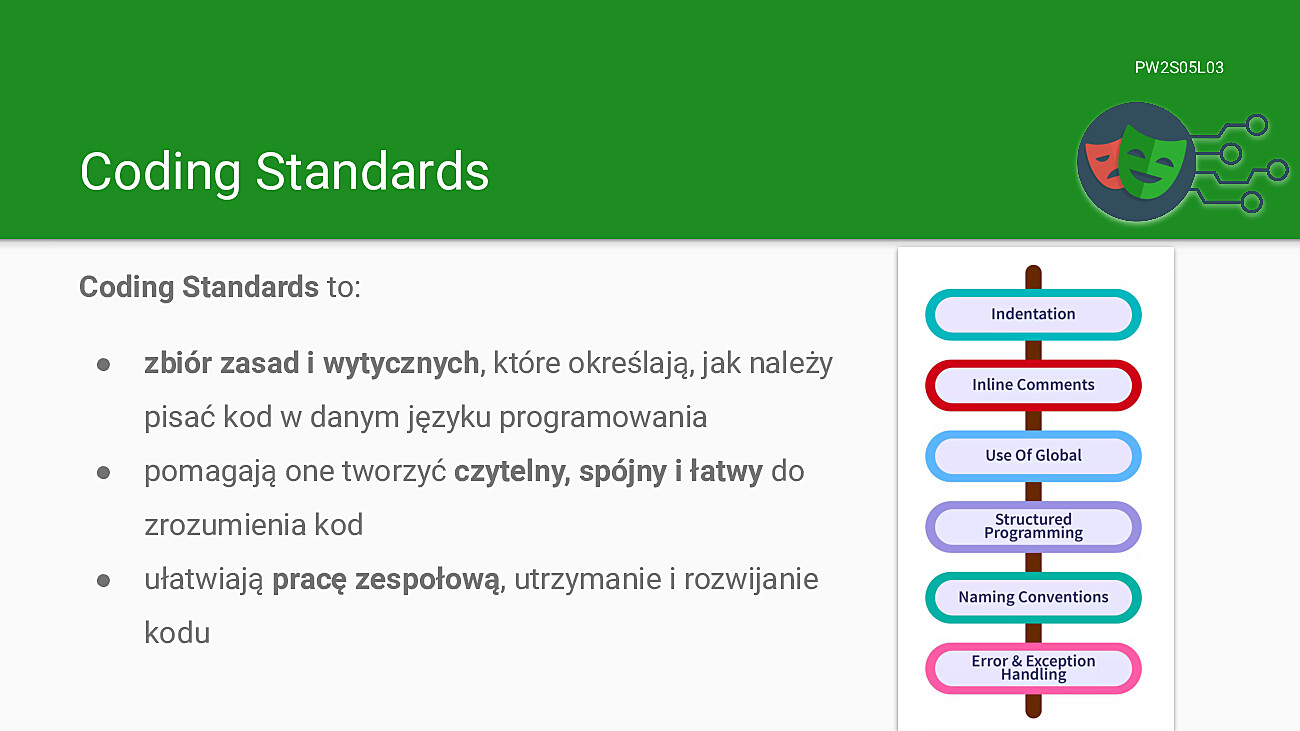 PW2S05L03
Coding Standards
Coding Standards to:
● zbiór zasad i wytycznych, które określają, jak należy
pisać kod w danym języku programowania
● pomagają one tworzyć czytelny, spójny i łatwy do
zrozumienia kod
● ułatwiają pracę zespołową, utrzymanie i rozwijanie
kodu
Indentation
Inline Comments
Use Of Global
Structured
Programming
Naming Conventions
Error & Exception
Handling